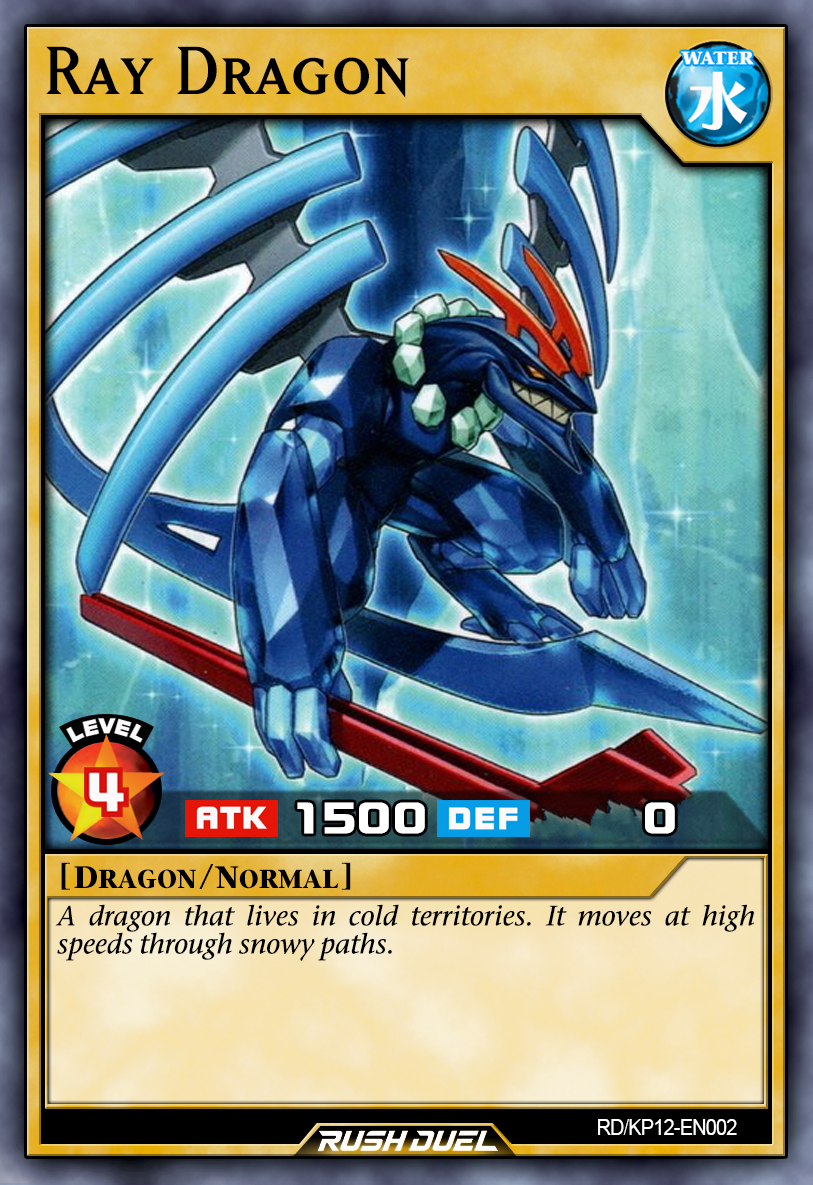 Ray Dragon
WATER
水
LEVEL
4
ATK 1500 DEF 0
[Dragon/Normal]
A dragon that lives in cold territories. It moves at high
speeds through snowy paths.
RD/KP12-EN002
RUSH DUEL